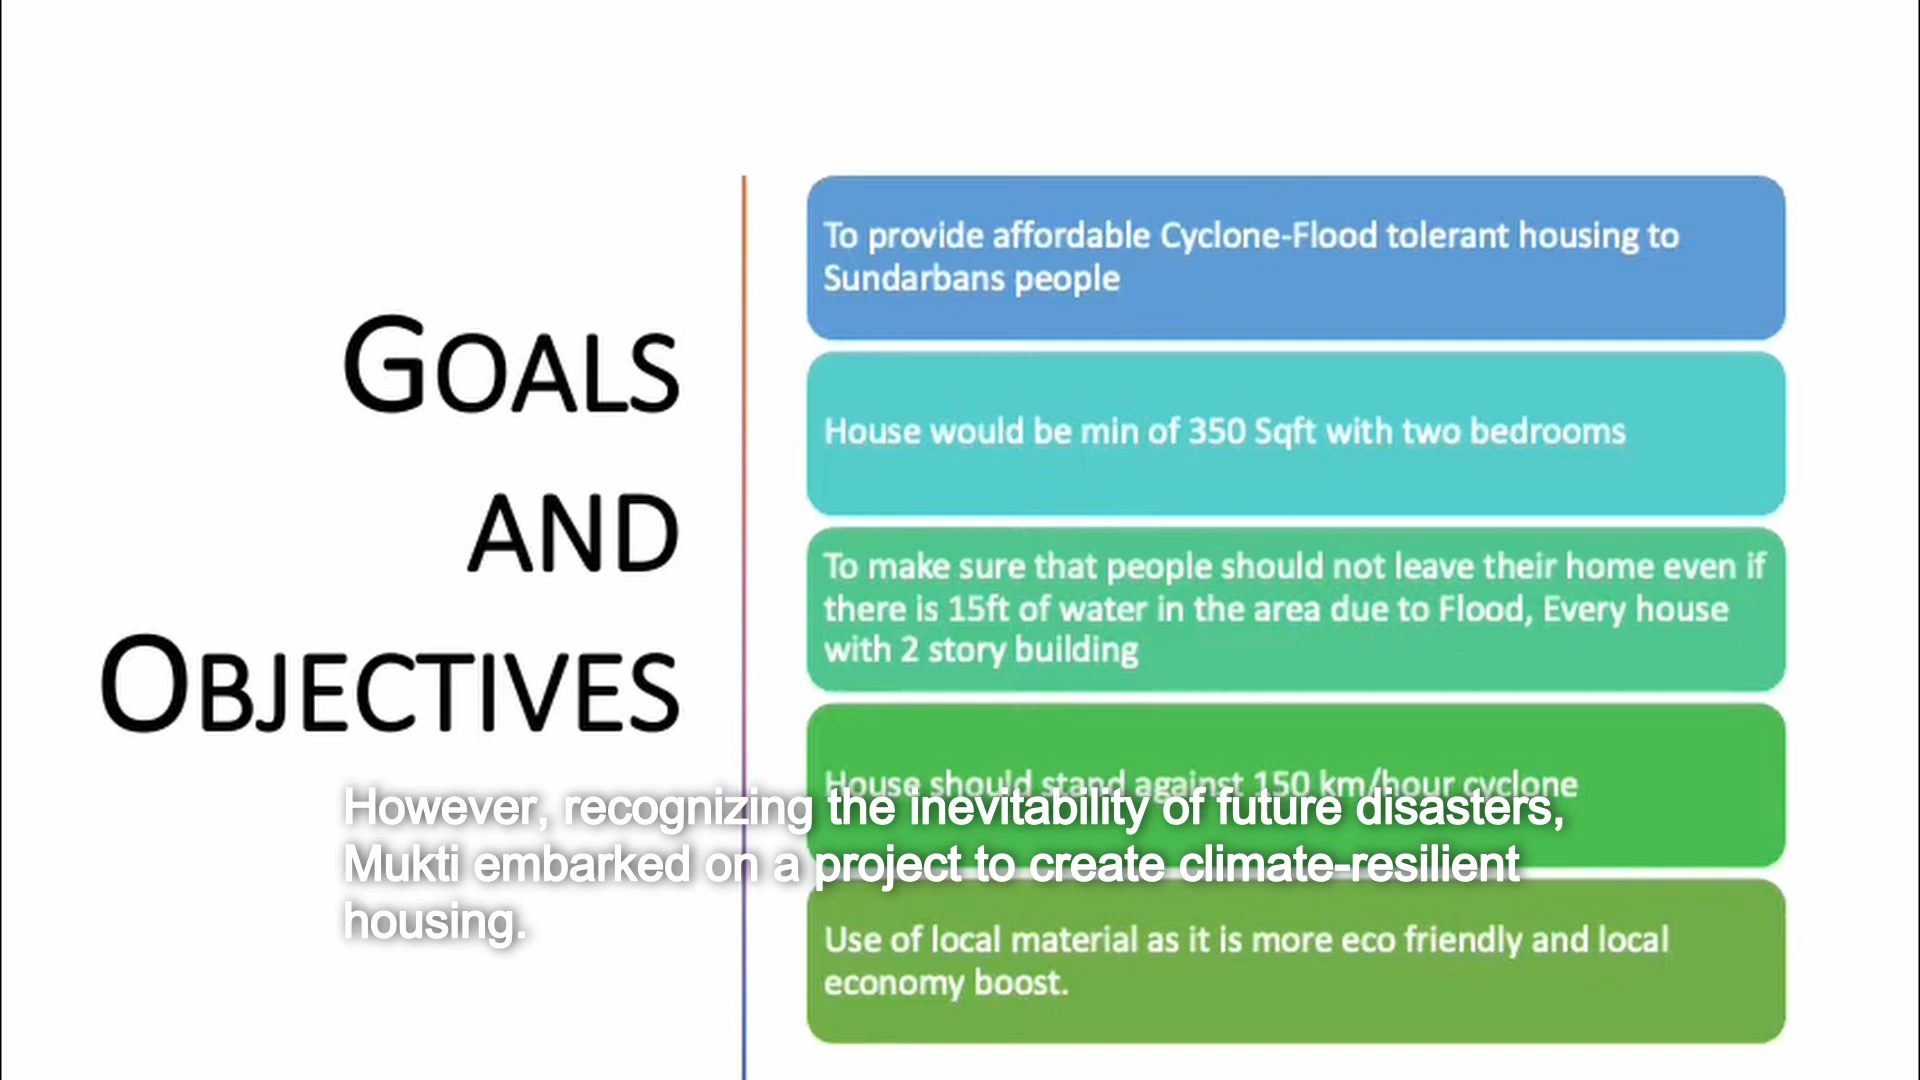 GOALS
AND
OBJECTIVES
To provide affordable Cyclone-Flood tolerant housing to
Sundarbans people
House would be min of 350 Sqft with two bedrooms
To make sure that people should not leave their home even if
there is 15ft of water in the area due to Flood, Every house
with 2 story building
House should stand against 150 km/hour cyclone
Use of local material as it is more eco friendly and local
economy boost.
However, recognizing the inevitability of future disasters,
Mukti embarked on a project to create climate-resilient
housing.